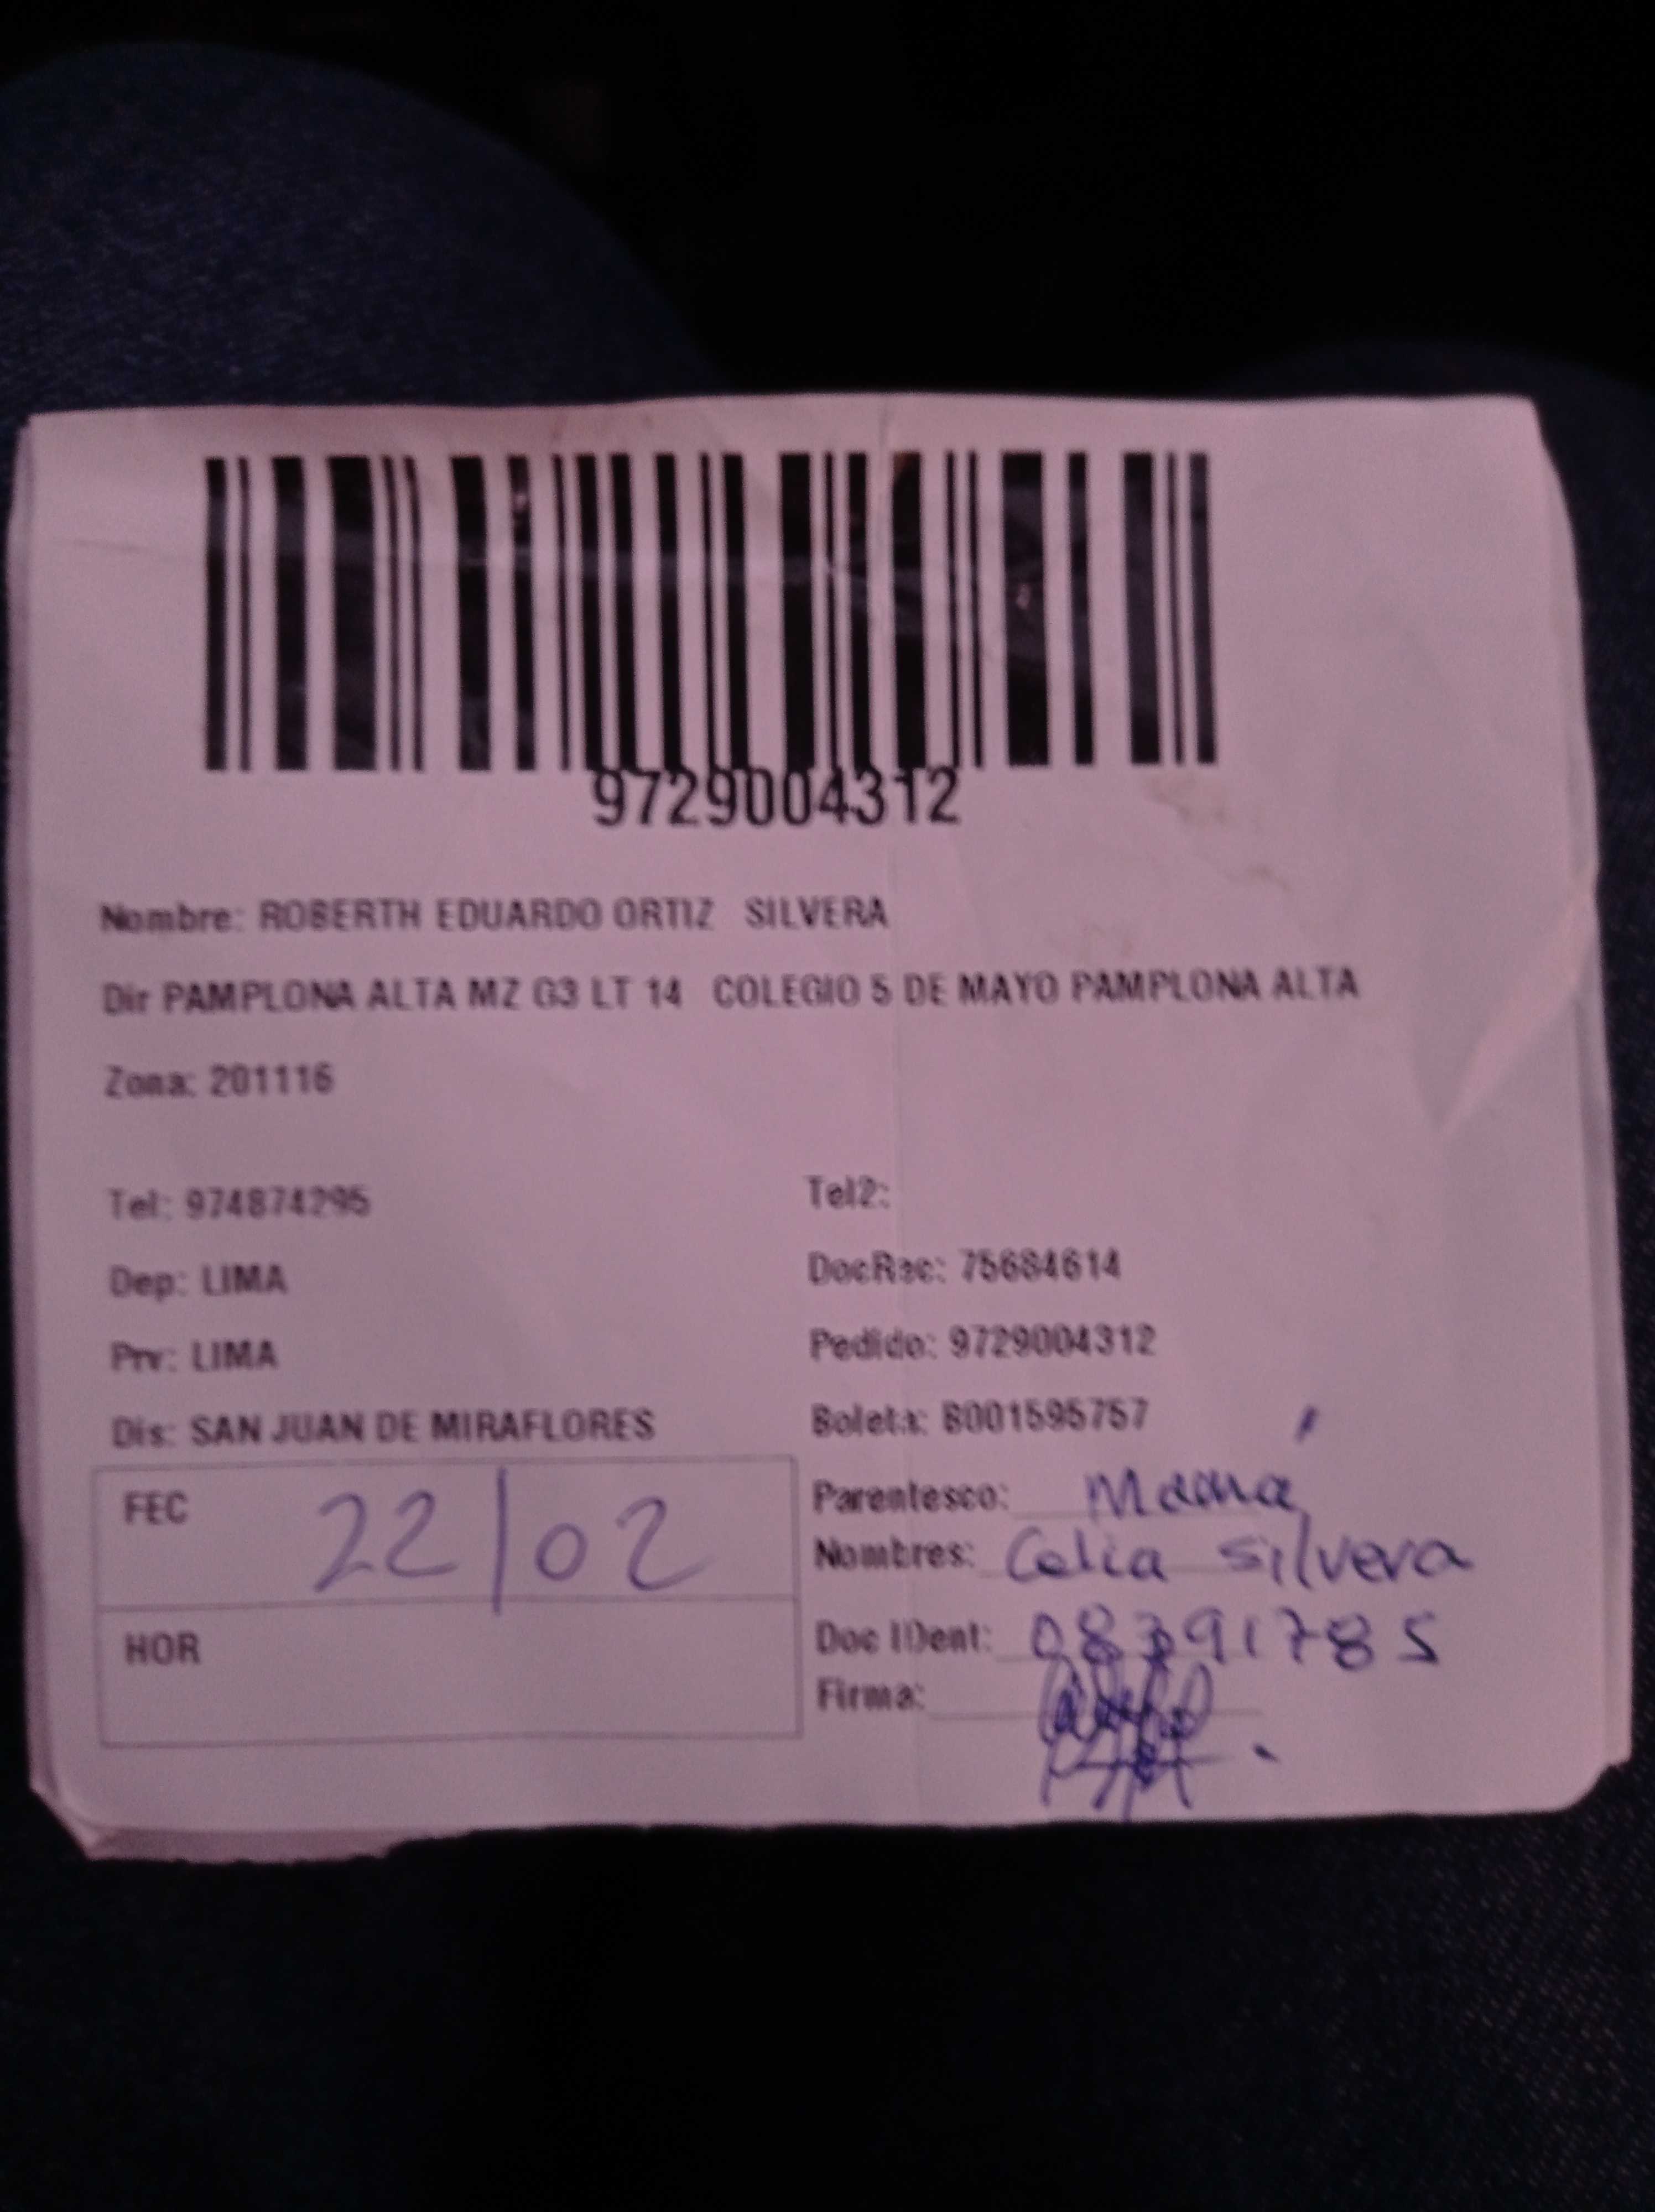 9729004312
Nombre: ROBERTH EDUARDO ORTIZ SILVERA
Dir PAMPLONA ALTA MZ G3 LT 14 COLEGIO 5 DE MAYO PAMPLONA ALTA
Zona: 201116
Tel: 974874295
Tel2:
Dep: LIMA
DocRec: 75684614
Prv: LIMA
Pedido: 9729004312
Dis: SAN JUAN DE MIRAFLORES
Boleta: B001595757
FEC 22/02
HOR
Parentesco: Mamá
Nombres: Celia Silvera
Doc IDent: 08391785
Firma: